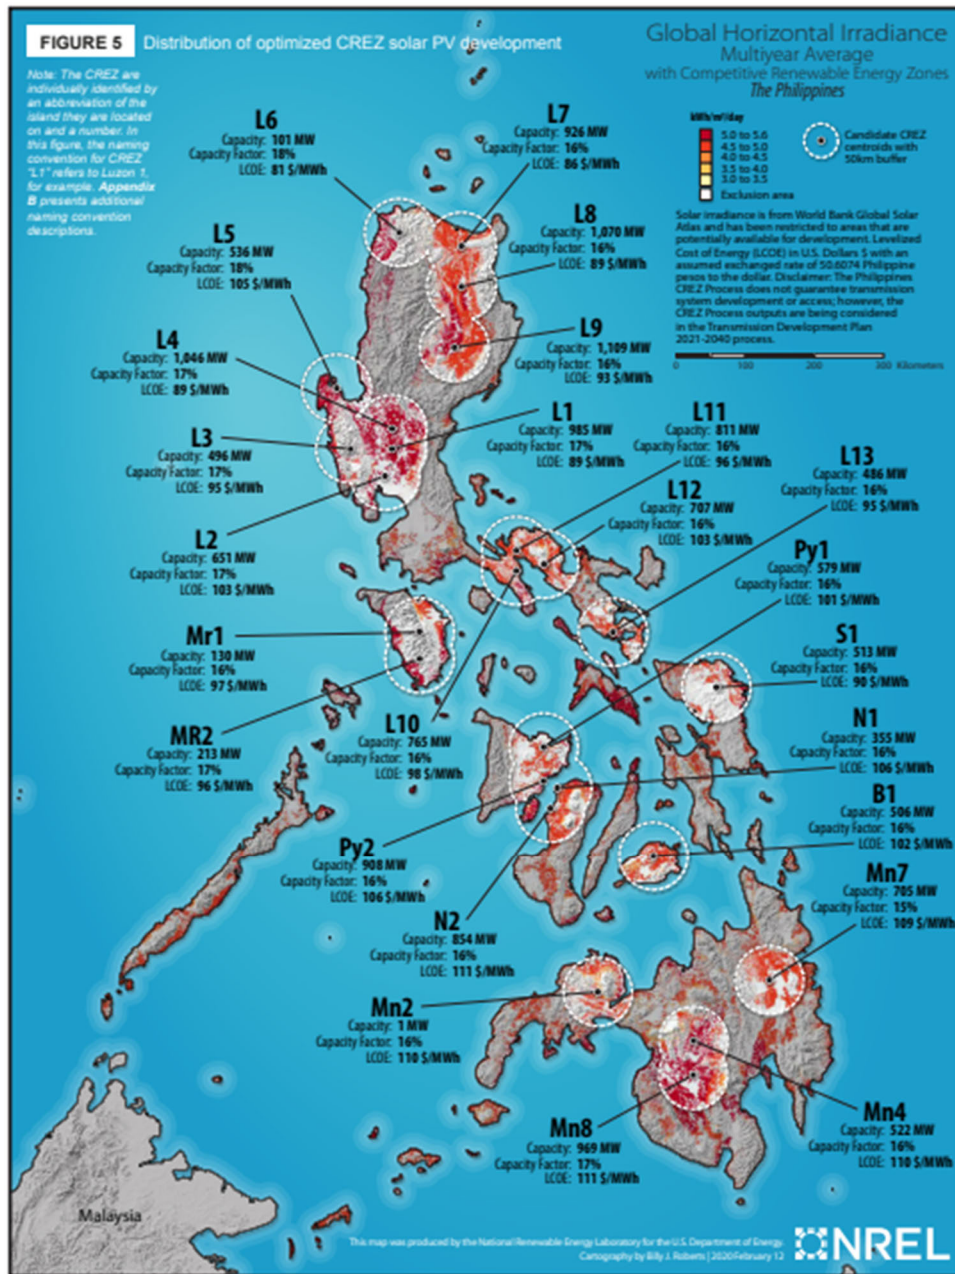 FIGURE 5 Distribution of optimized CREZ solar PV development
Note: The CREZ are
individually identified by
an abbreviation of the
island they are located
on and a number. In
this figure, the naming
convention for CREZ
"L1" refers to Luzon 1,
for example. Appendix
B presents additional
naming convention
descriptions.
Global Horizontal Irradiance
Multiyear Average
with Competitive Renewable Energy Zones
The Philippines
kWh/m²/day
5.0 to 5.6
4.5 to 5.0
4.0 to 4.5
3.5 to 4.0
3.0 to 3.5
Exclusion area
Candidate CREZ
centroids with
50km buffer
Solar irradiance is from World Bank Global Solar
Atlas and has been restricted to areas that are
potentially available for development. Levelized
Cost of Energy (LCOE) in U.S. Dollars $ with an
assumed exchanged rate of 50.6074 Philippine
pesos to the dollar. Disclaimer: The Philippines
CREZ Process does not guarantee transmission
system development or access; however, the
CREZ Process outputs are being considered
in the Transmission Development Plan
2021-2040 process.
0 100 200 300 Kilometers
L6
Capacity: 101 MW
Capacity Factor: 18%
LCOE: 81 $/MWh
L7
Capacity: 926 MW
Capacity Factor: 16%
LCOE: 86 $/MWh
L8
Capacity: 1,070 MW
Capacity Factor: 16%
LCOE: 89 $/MWh
L5
Capacity: 536 MW
Capacity Factor: 18%
LCOE: 105 $/MWh
L9
Capacity: 1,109 MW
Capacity Factor: 16%
LCOE: 93 $/MWh
L4
Capacity: 1,046 MW
Capacity Factor: 17%
LCOE: 89 $/MWh
L1
Capacity: 985 MW
Capacity Factor: 17%
LCOE: 89 $/MWh
L11
Capacity: 811 MW
Capacity Factor: 16%
LCOE: 96 $/MWh
L3
Capacity: 496 MW
Capacity Factor: 17%
LCOE: 95 $/MWh
L13
Capacity: 486 MW
Capacity Factor: 16%
LCOE: 95 $/MWh
L12
Capacity: 707 MW
Capacity Factor: 16%
LCOE: 103 $/MWh
L2
Capacity: 651 MW
Capacity Factor: 17%
LCOE: 103 $/MWh
Py1
Capacity: 579 MW
Capacity Factor: 16%
LCOE: 101 $/MWh
Mr1
Capacity: 130 MW
Capacity Factor: 16%
LCOE: 97 $/MWh
S1
Capacity: 513 MW
Capacity Factor: 16%
LCOE: 90 $/MWh
MR2
Capacity: 213 MW
Capacity Factor: 17%
LCOE: 96 $/MWh
L10
Capacity: 765 MW
Capacity Factor: 16%
LCOE: 98 $/MWh
N1
Capacity: 355 MW
Capacity Factor: 16%
LCOE: 106 $/MWh
B1
Capacity: 506 MW
Capacity Factor: 16%
LCOE: 102 $/MWh
Py2
Capacity: 908 MW
Capacity Factor: 16%
LCOE: 106 $/MWh
Mn7
Capacity: 705 MW
Capacity Factor: 15%
LCOE: 109 $/MWh
N2
Capacity: 854 MW
Capacity Factor: 16%
LCOE: 111 $/MWh
Mn2
Capacity: 1 MW
Capacity Factor: 16%
LCOE: 110 $/MWh
Mn4
Capacity: 522 MW
Capacity Factor: 16%
LCOE: 110 $/MWh
Mn8
Capacity: 969 MW
Capacity Factor: 17%
LCOE: 111 $/MWh
Malaysia
This map was produced by the National Renewable Energy Laboratory for the U.S. Department of Energy.
Cartography by Billy J. Roberts | 2020 February 12
NREL